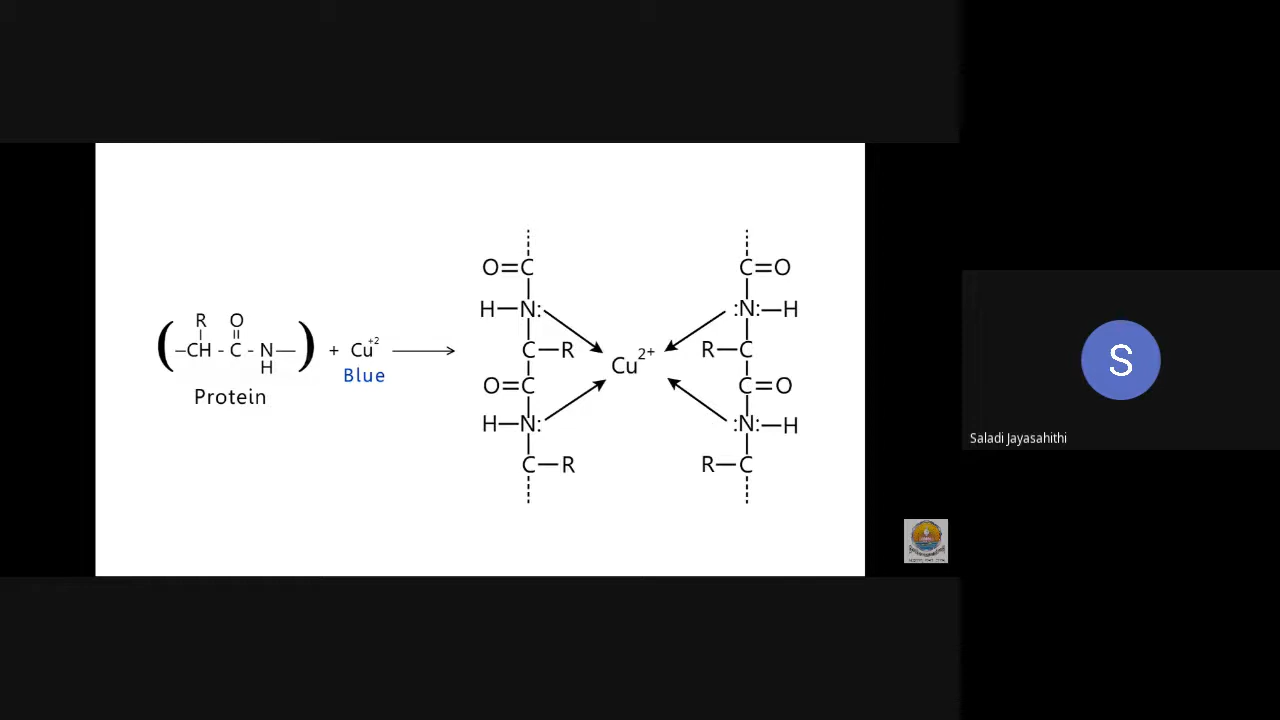 R O
( –CH - C - N— ) + Cu+2 ⟶
H
Protein
Blue
O=C
H—N:
C—R
O=C
H—N:
C—R
Cu2+
C=O
:N:—H
R—C
C=O
:N:—H
R—C
S
Saladi Jayasahithi